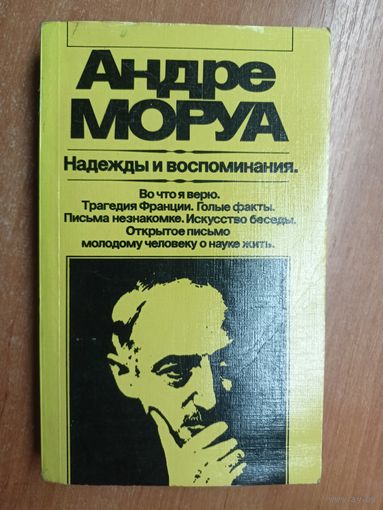 Андре
МОРУА
Надежды и воспоминания.
Во что я верю.
Трагедия Франции. Голые факты.
Письма незнакомке. Искусство беседы.
Открытое письмо
молодому человеку о науке жить.